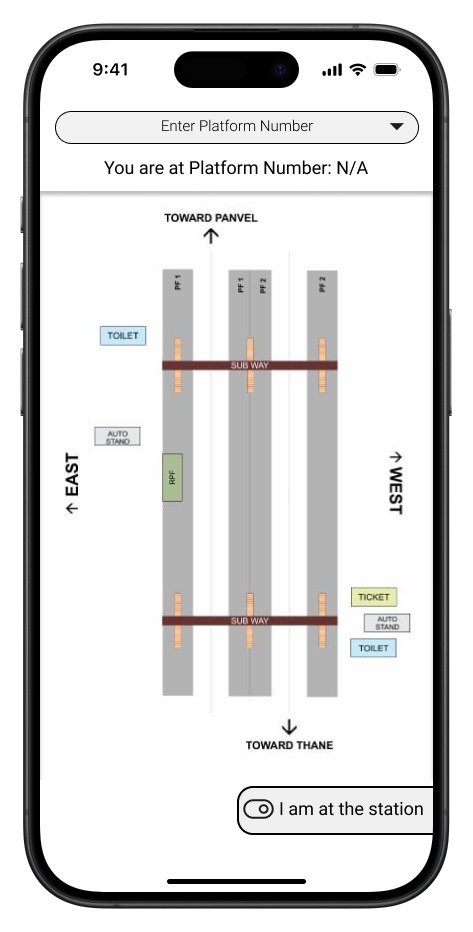 9:41
Enter Platform Number
You are at Platform Number: N/A
TOWARD PANVEL
PF 1
PF 1
PF 2
PF 2
TOILET
SUB WAY
AUTO
STAND
EAST
RPF
WEST
TICKET
SUB WAY
AUTO
STAND
TOILET
TOWARD THANE
I am at the station